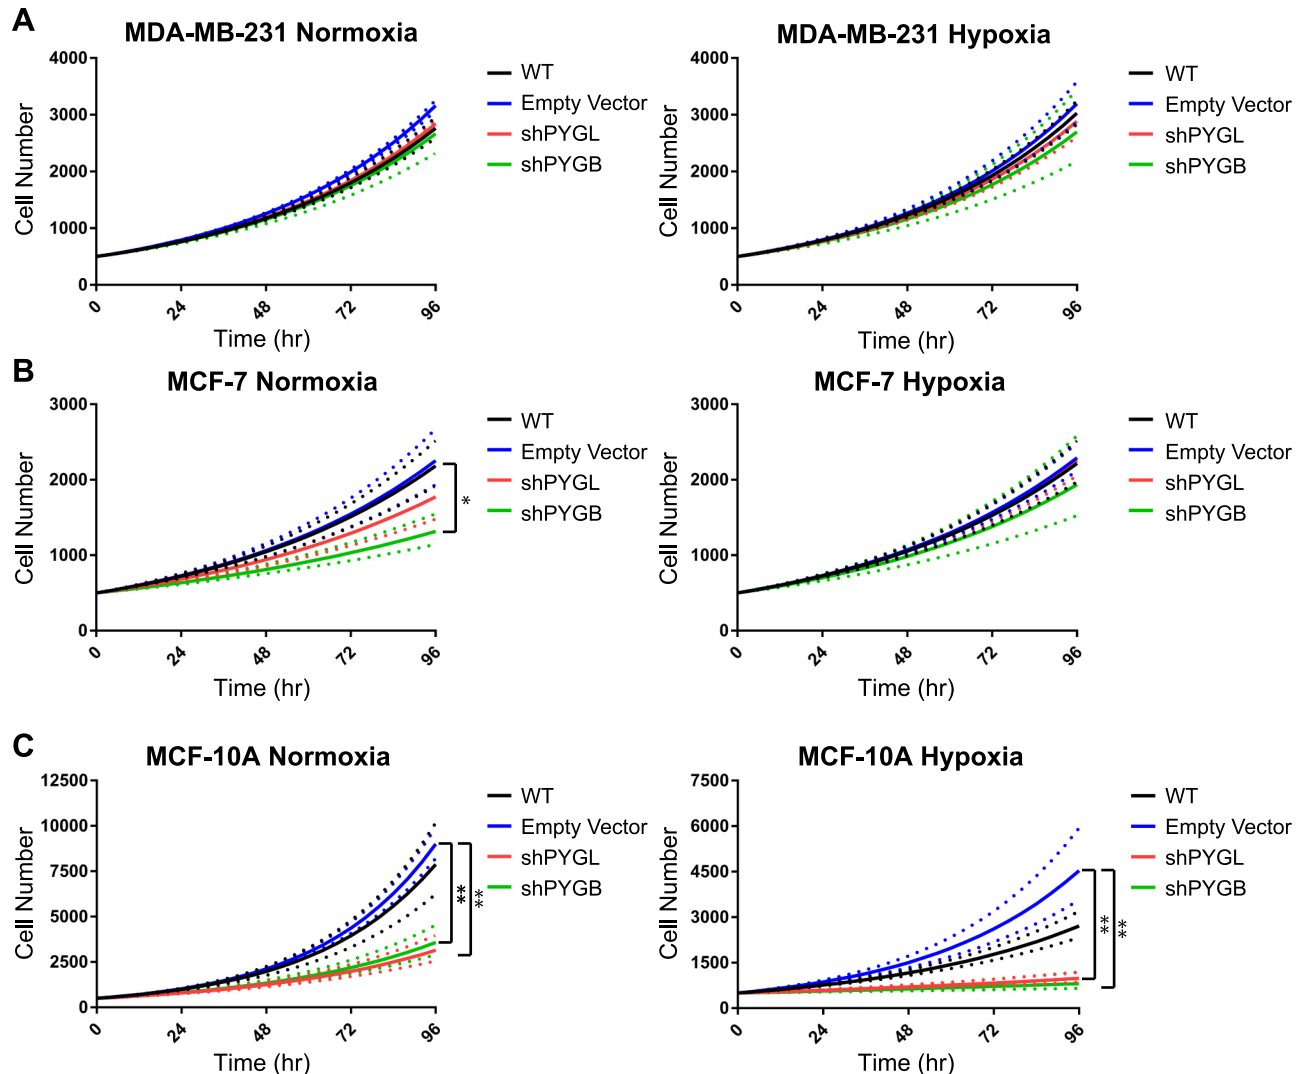 A
MDA-MB-231 Normoxia
4000
3000
2000
1000
0
Cell Number
0 24 48 72 96
Time (hr)
WT
Empty Vector
shPYGL
shPYGB
MDA-MB-231 Hypoxia
4000
3000
2000
1000
0
Cell Number
0 24 48 72 96
Time (hr)
WT
Empty Vector
shPYGL
shPYGB
B
MCF-7 Normoxia
3000
2000
1000
0
Cell Number
0 24 48 72 96
Time (hr)
WT
Empty Vector
shPYGL
shPYGB
*
MCF-7 Hypoxia
3000
2000
1000
0
Cell Number
0 24 48 72 96
Time (hr)
WT
Empty Vector
shPYGL
shPYGB
C
MCF-10A Normoxia
12500
10000
7500
5000
2500
0
Cell Number
0 24 48 72 96
Time (hr)
WT
Empty Vector
shPYGL
shPYGB
**
**
MCF-10A Hypoxia
7500
6000
4500
3000
1500
0
Cell Number
0 24 48 72 96
Time (hr)
WT
Empty Vector
shPYGL
shPYGB
**
**